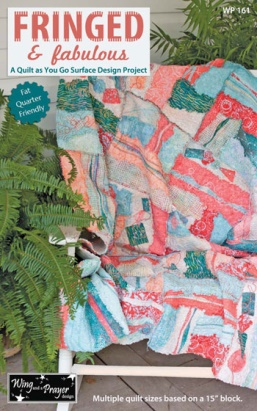 WP 161
FRINGED
& fabulous
A Quilt as You Go Surface Design Project
Fat
Quarter
Friendly
Wing and a Prayer
design
Multiple quilt sizes based on a 15" block.